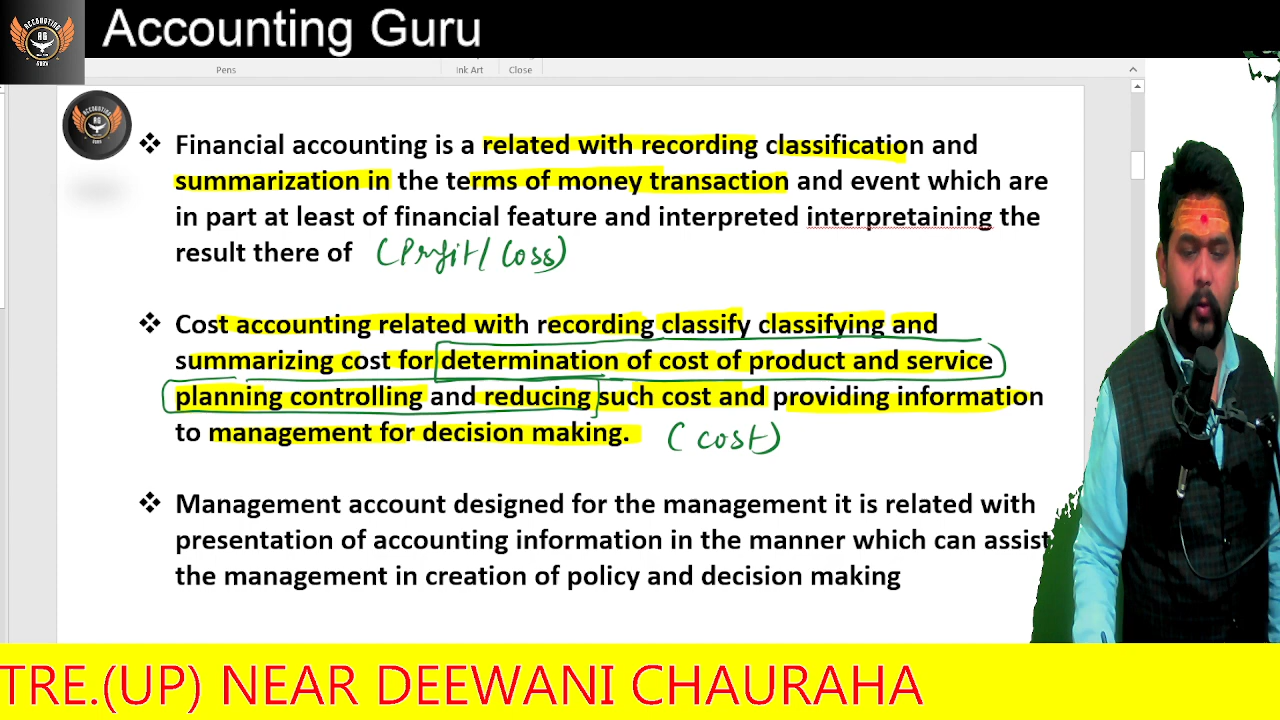 Accounting Guru
Pens
Ink Art
Close
Financial accounting is a related with recording classification and
summarization in the terms of money transaction and event which are
in part at least of financial feature and interpreted interpretaining the
result there of (Profit/Loss)
Cost accounting related with recording classify classifying and
summarizing cost for determination of cost of product and service
planning controlling and reducing such cost and providing information
to management for decision making. (cost)
Management account designed for the management it is related with
presentation of accounting information in the manner which can assist
the management in creation of policy and decision making
TRE.(UP) NEAR DEEWANI CHAURAHA